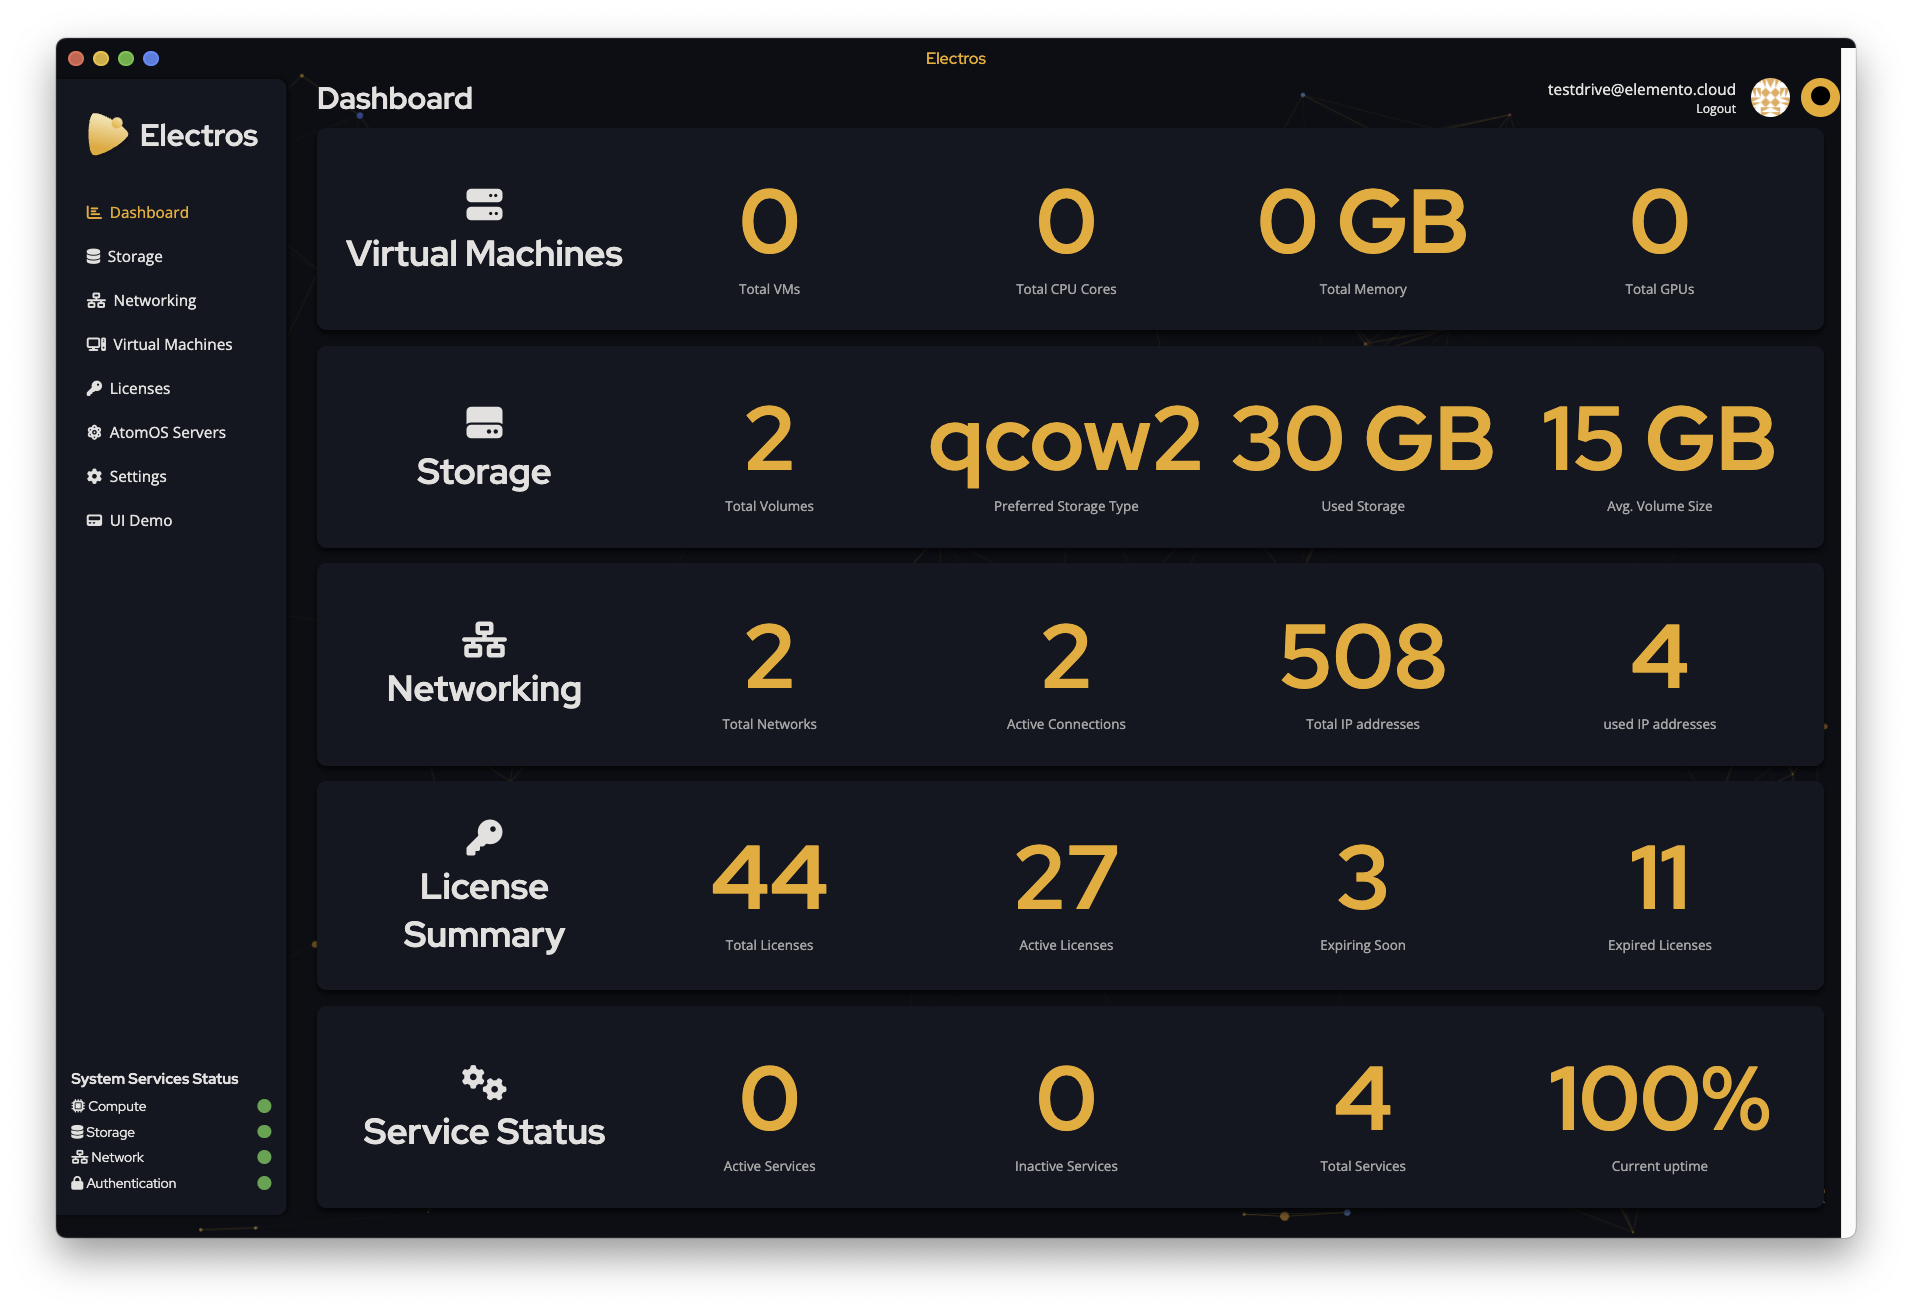 Electros
Dashboard
testdrive@elemento.cloud
Logout
Electros
Dashboard
Storage
Networking
Virtual Machines
Licenses
AtomOS Servers
Settings
UI Demo
System Services Status
Compute
Storage
Network
Authentication
Virtual Machines
0
Total VMs
0
Total CPU Cores
0 GB
Total Memory
0
Total GPUs
Storage
2
Total Volumes
qcow2
Preferred Storage Type
30 GB
Used Storage
15 GB
Avg. Volume Size
Networking
2
Total Networks
2
Active Connections
508
Total IP addresses
4
used IP addresses
License
Summary
44
Total Licenses
27
Active Licenses
3
Expiring Soon
11
Expired Licenses
Service Status
0
Active Services
0
Inactive Services
4
Total Services
100%
Current uptime